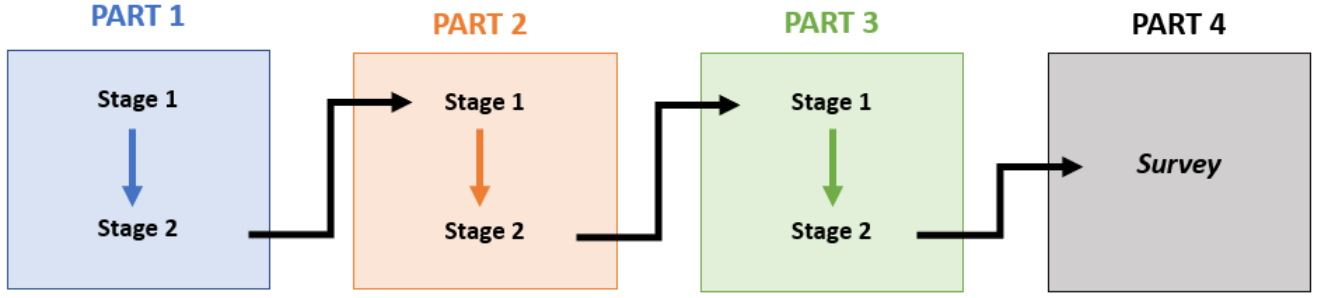 PART 1
Stage 1
Stage 2
PART 2
Stage 1
Stage 2
PART 3
Stage 1
Stage 2
PART 4
Survey